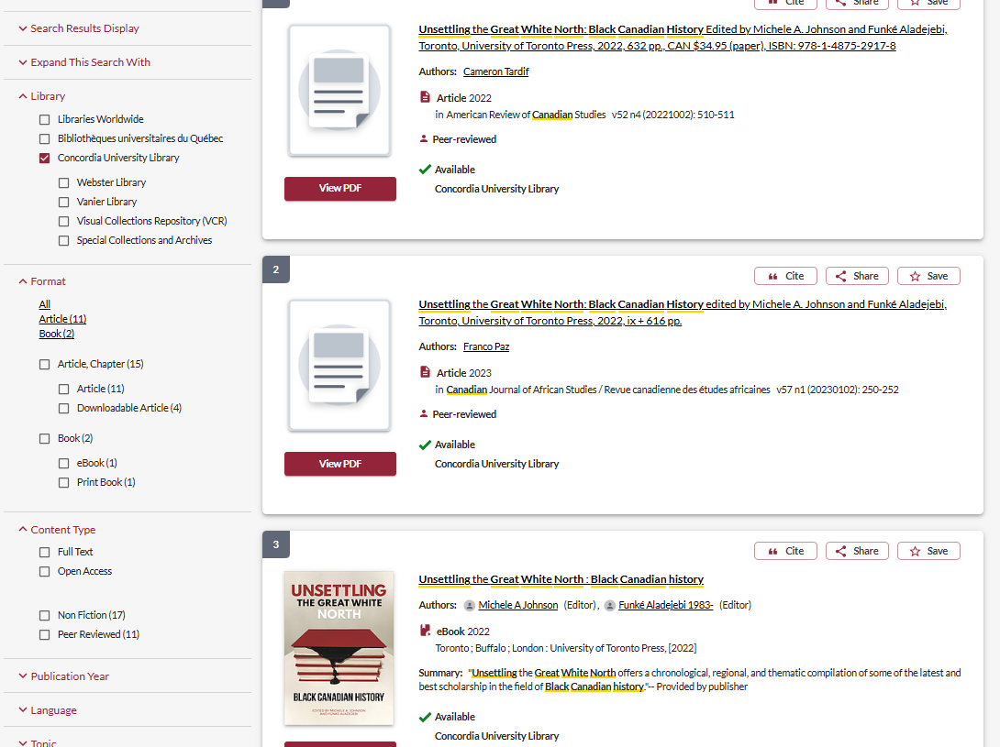 Search Results Display
Expand This Search With
Library
Libraries Worldwide
Bibliothèques universitaires du Québec
Concordia University Library
Webster Library
Vanier Library
Visual Collections Repository (VCR)
Special Collections and Archives
Format
All
Article (11)
Book (2)
Article, Chapter (15)
Article (11)
Downloadable Article (4)
Book (2)
eBook (1)
Print Book (1)
Content Type
Full Text
Open Access
Non Fiction (17)
Peer Reviewed (11)
Publication Year
Language
Topic
Cite Share Save
Unsettling the Great White North: Black Canadian History Edited by Michele A. Johnson and Funké Aladejebi,
Toronto, University of Toronto Press, 2022, 632 pp., CAN $34.95 (paper), ISBN: 978-1-4875-2917-8
Authors: Cameron Tardif
Article 2022
in American Review of Canadian Studies v52 n4 (20221002): 510-511
Peer-reviewed
Available
Concordia University Library
View PDF
2
Cite Share Save
Unsettling the Great White North: Black Canadian History edited by Michele A. Johnson and Funké Aladejebi,
Toronto, University of Toronto Press, 2022, ix + 616 pp.
Authors: Franco Paz
Article 2023
in Canadian Journal of African Studies / Revue canadienne des études africaines v57 n1 (20230102): 250-252
Peer-reviewed
Available
Concordia University Library
View PDF
3
Cite Share Save
Unsettling the Great White North : Black Canadian history
Authors: Michele A Johnson (Editor), Funké Aladejebi 1983- (Editor)
eBook 2022
Toronto ; Buffalo ; London : University of Toronto Press, [2022]
Summary: "Unsettling the Great White North offers a chronological, regional, and thematic compilation of some of the latest and
best scholarship in the field of Black Canadian history."-- Provided by publisher
Available
Concordia University Library
UNSETTLING
THE GREAT WHITE
NORTH
BLACK CANADIAN HISTORY
EDITED BY MICHELE A. JOHNSON
AND FUNKÉ ALADEJEBI